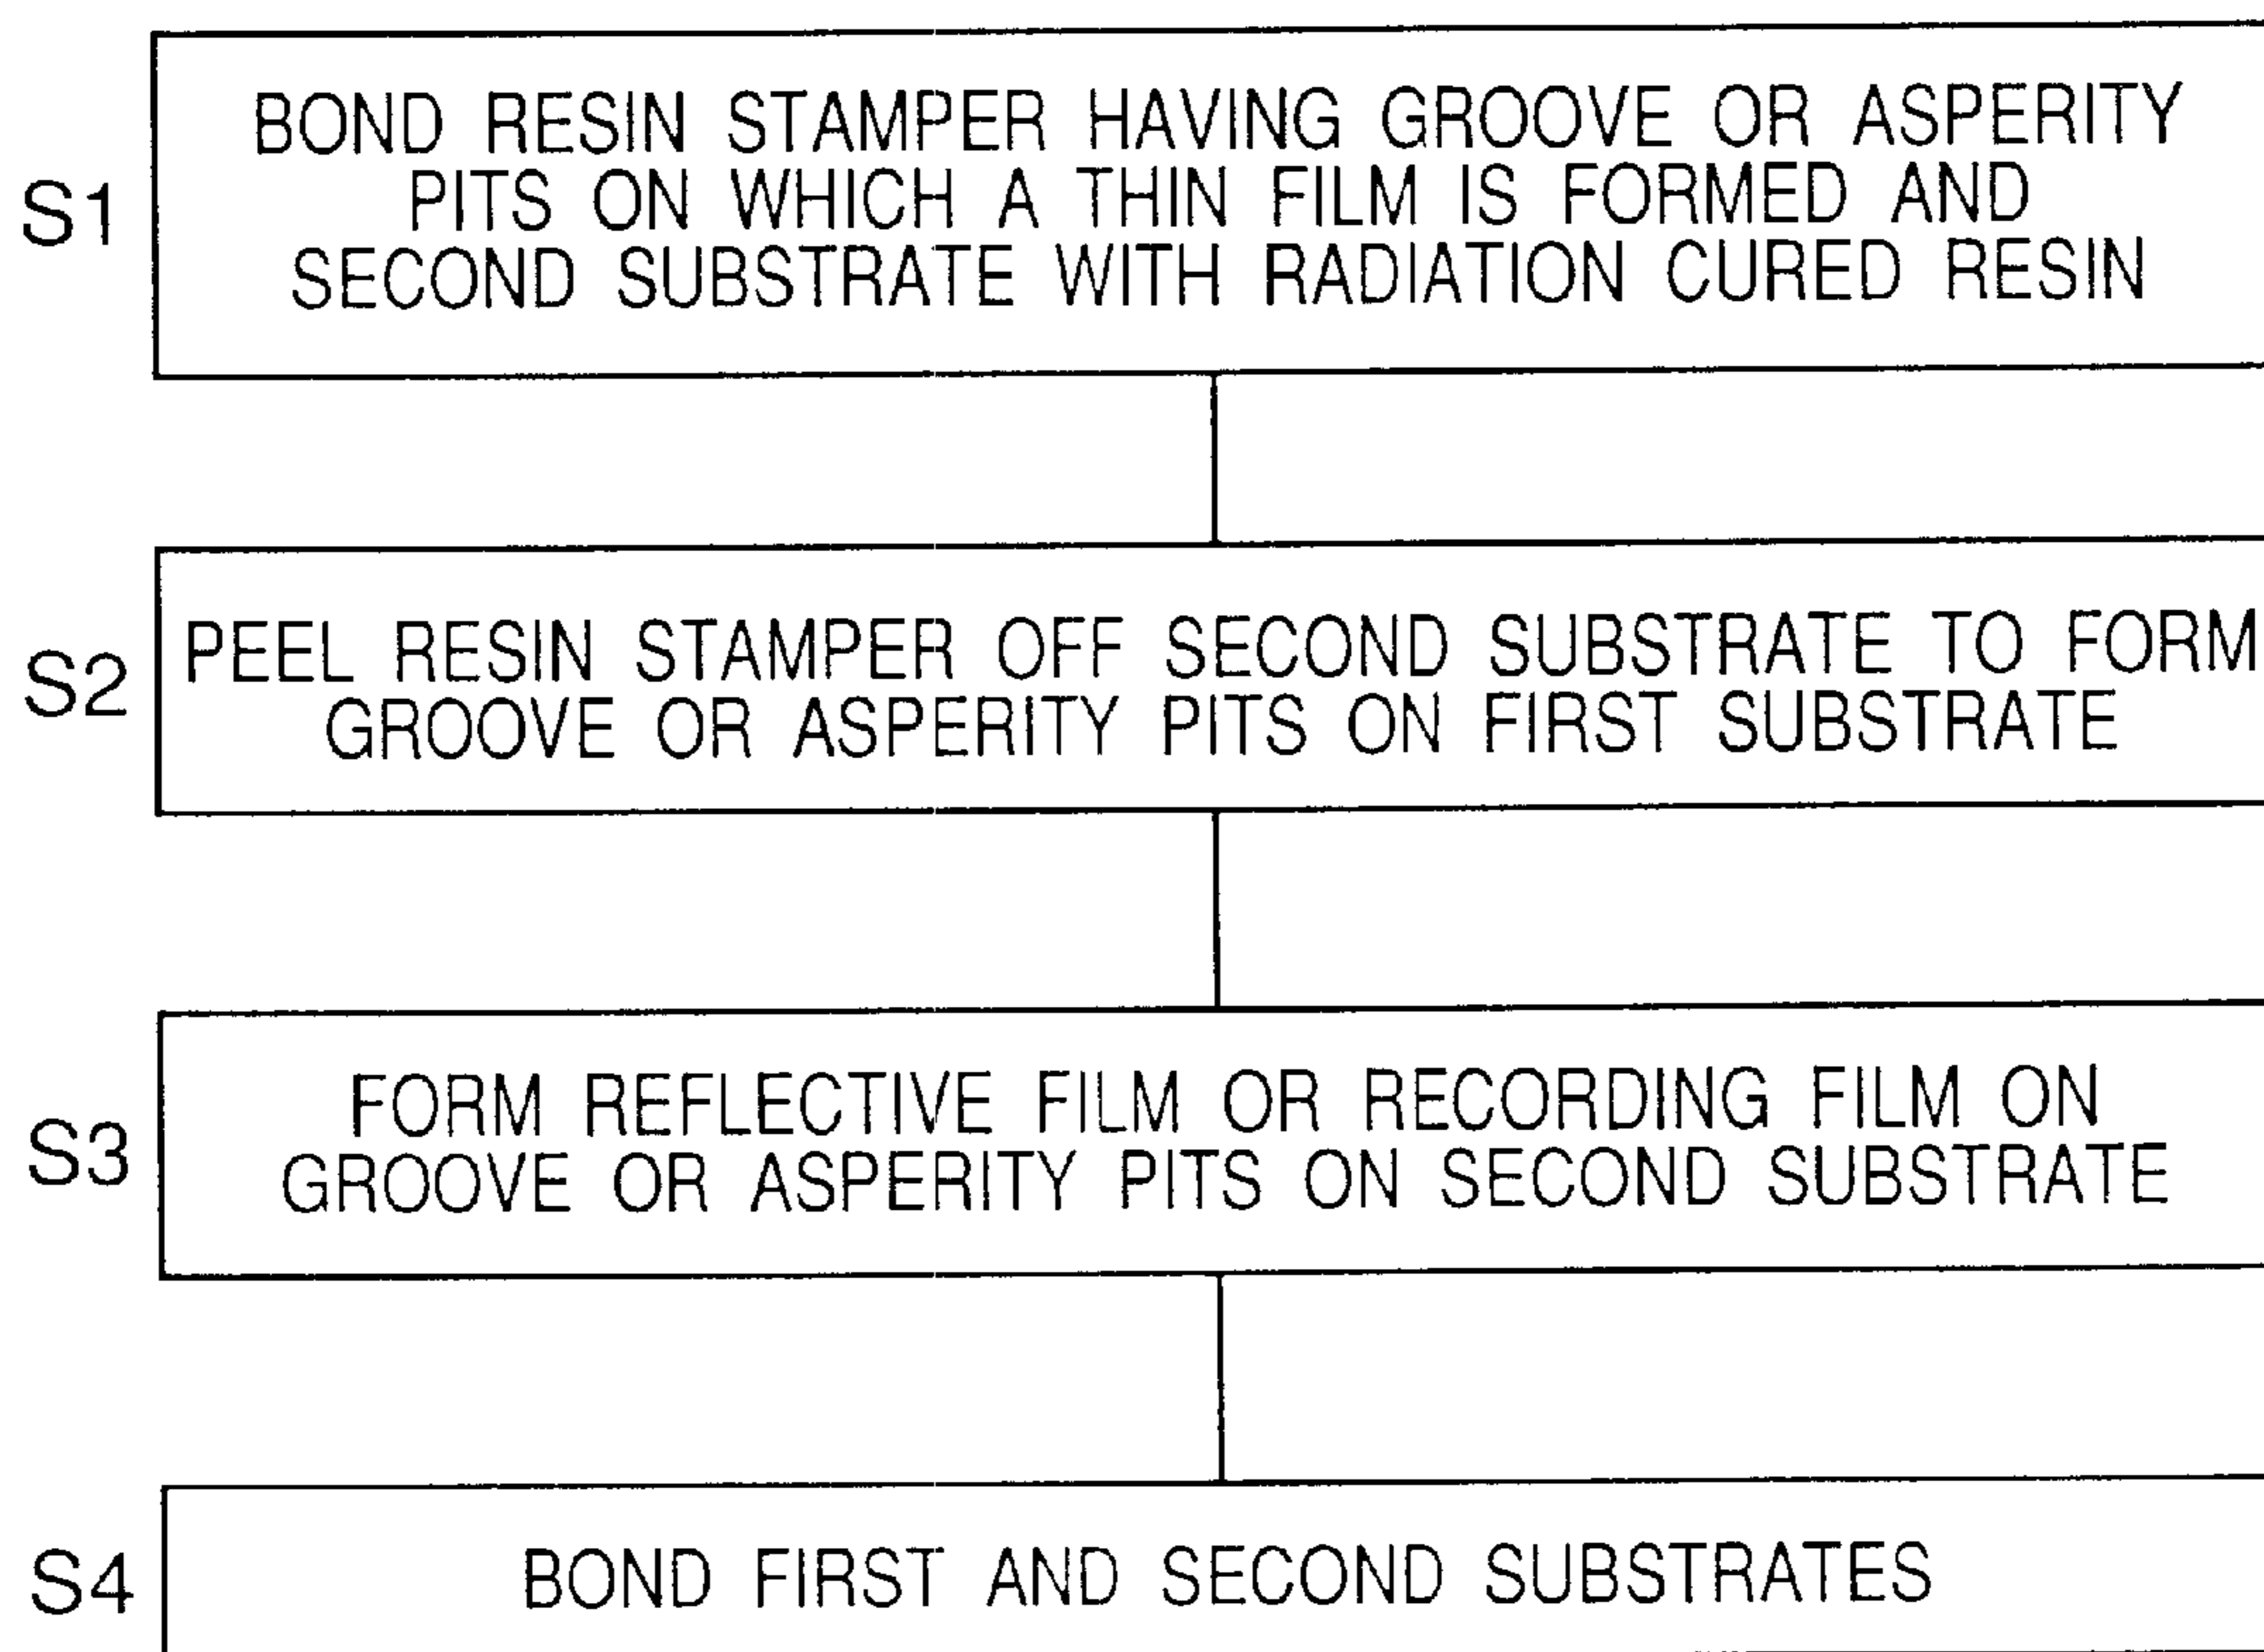 BOND RESIN STAMPER HAVING GROOVE OR ASPERITY
PITS ON WHICH A THIN FILM IS FORMED AND
S1
SECOND SUBSTRATE WITH RADIATION CURED RESIN
PEEL RESIN STAMPER OFF SECOND SUBSTRATE TO FORM
S2
GROOVE OR ASPERITY PITS ON FIRST SUBSTRATE
FORM REFLECTIVE FILM OR RECORDING FILM ON
S3
GROOVE OR ASPERITY PITS ON SECOND SUBSTRATE
S4
BOND FIRST AND SECOND SUBSTRATES